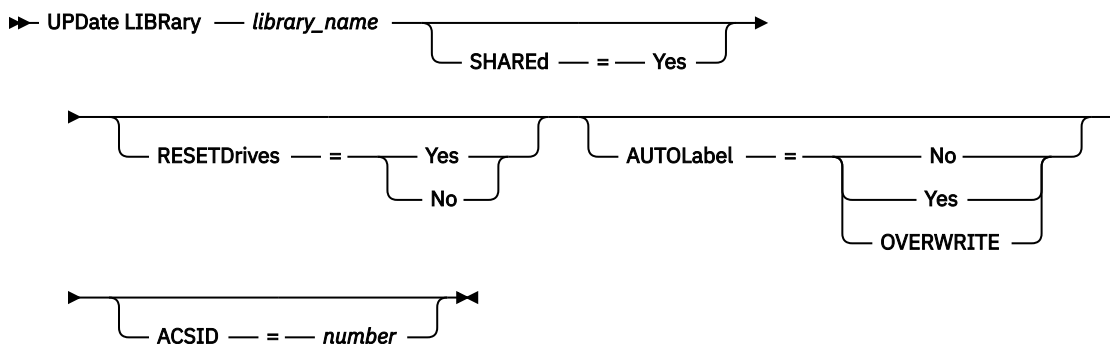 UPDate LIBRary library_name
SHAREd = Yes
RESETDrives = Yes
No
AUTOLabel = No
Yes
OVERWRITE
ACSID = number